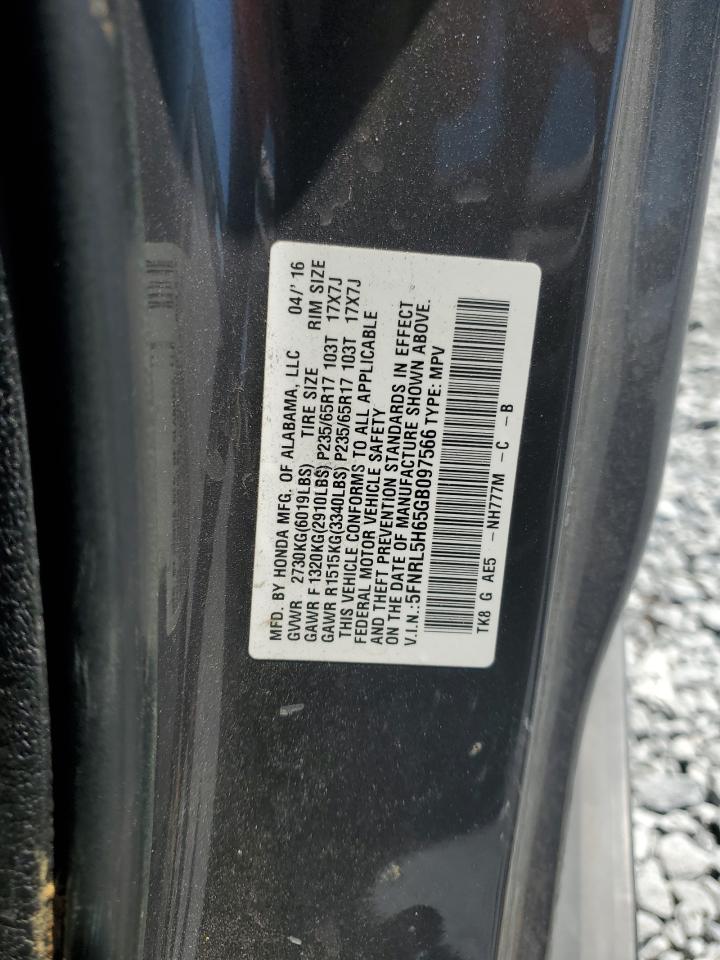 MFD. BY HONDA MFG. OF ALABAMA, LLC 04/'16
GVWR 2730KG(6019LBS) TIRE SIZE RIM SIZE
GAWR F 1320KG(2910LBS) P235/65R17 103T 17X7J
GAWR R1515KG(3340LBS) P235/65R17 103T 17X7J
THIS VEHICLE CONFORMS TO ALL APPLICABLE
FEDERAL MOTOR VEHICLE SAFETY
AND THEFT PREVENTION STANDARDS IN EFFECT
ON THE DATE OF MANUFACTURE SHOWN ABOVE.
V.I.N.:5FNRL5H65GB097566 TYPE: MPV
TK8 G AE5 -NH777M -C -B